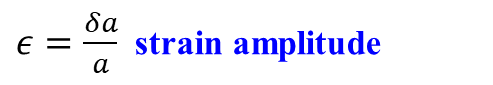 ϵ = δa/a strain amplitude